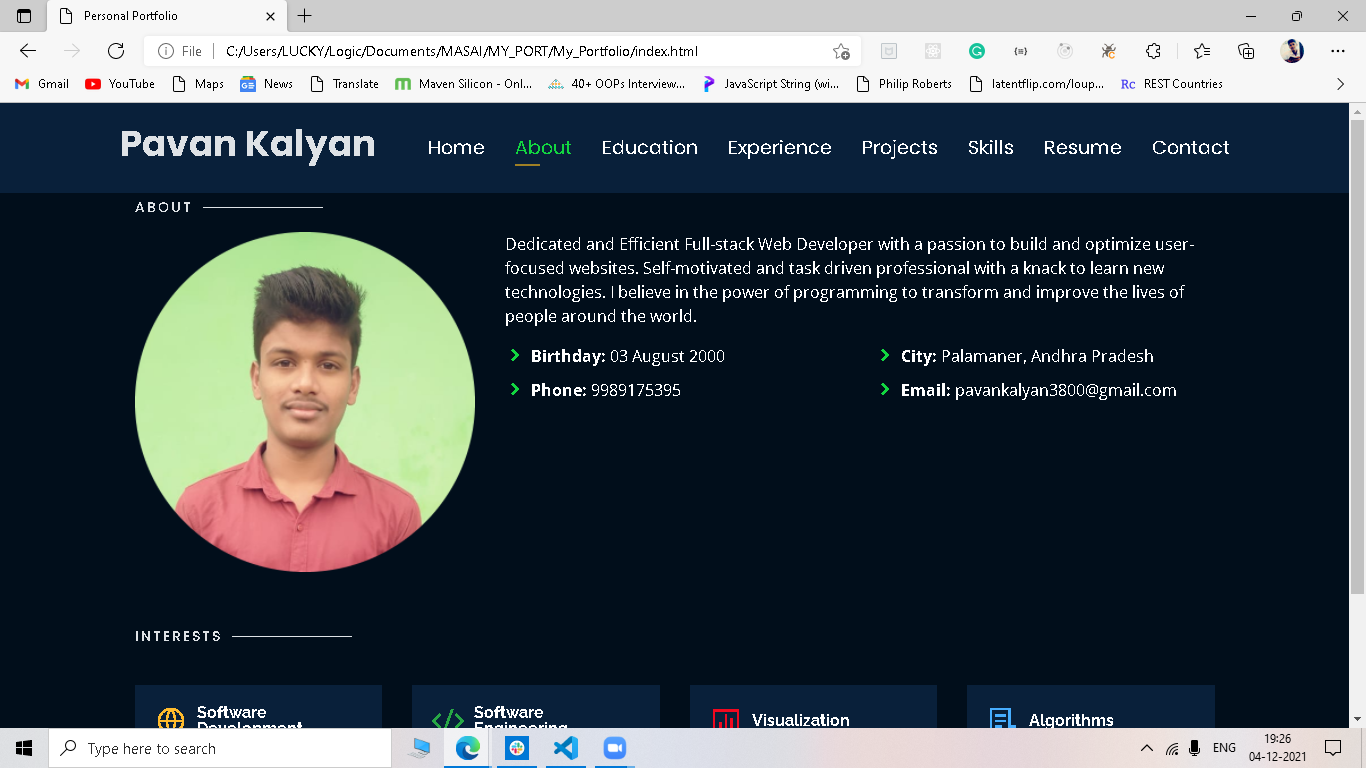 Personal Portfolio
File
C:/Users/LUCKY/Logic/Documents/MASAI/MY_PORT/My_Portfolio/index.html
Gmail YouTube Maps News Translate Maven Silicon - Onl... 40+ OOPs Interview... JavaScript String (wi... Philip Roberts latentflip.com/loup... Rc REST Countries
Pavan Kalyan Home About Education Experience Projects Skills Resume Contact
ABOUT
Dedicated and Efficient Full-stack Web Developer with a passion to build and optimize user-
focused websites. Self-motivated and task driven professional with a knack to learn new
technologies. I believe in the power of programming to transform and improve the lives of
people around the world.
Birthday: 03 August 2000 City: Palamaner, Andhra Pradesh
Phone: 9989175395 Email: pavankalyan3800@gmail.com
INTERESTS
Software
Development
Software
Engineering
Visualization
Algorithms
Type here to search
ENG
19:26
04-12-2021